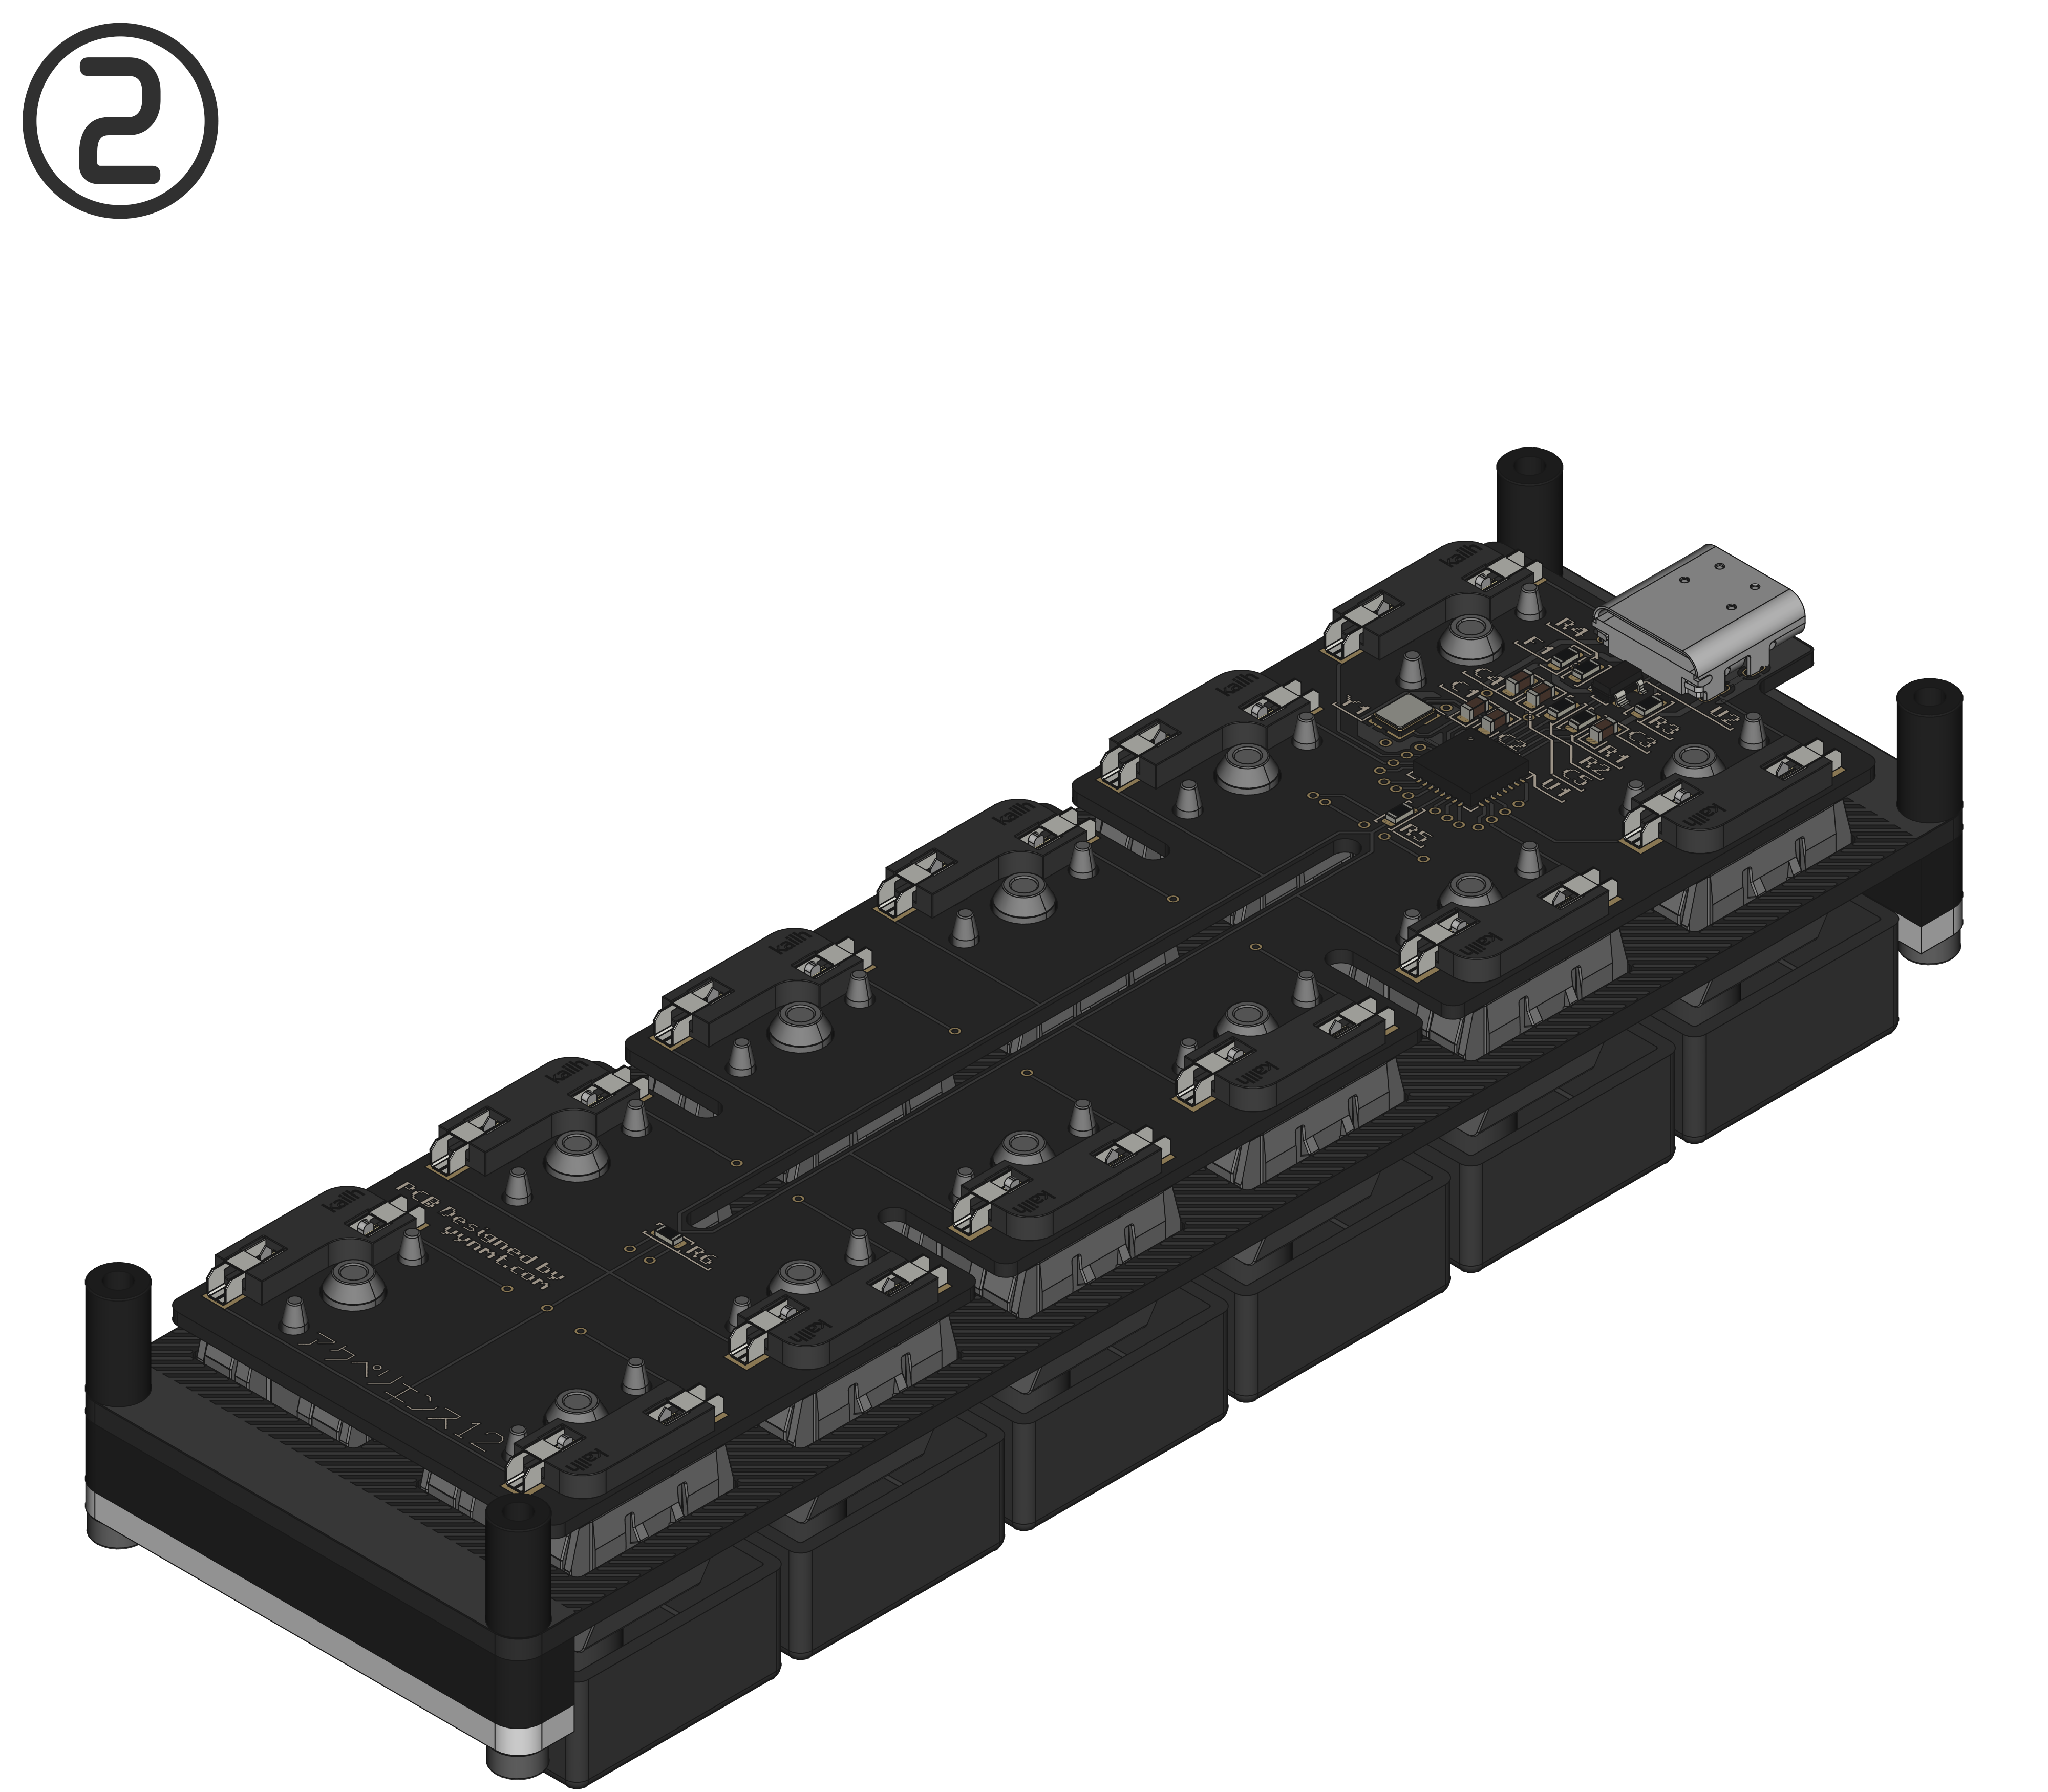 2
kailh
kailh
kailh
kailh
kailh
kailh
R4
F1
C4
C1
Y1
U2
R3
C3
R1
R2
C5
U1
C2
R5
kailh
kailh
kailh
kailh
kailh
kailh
PCB Designed by
yynmt.com
R6
アクペリエンス12